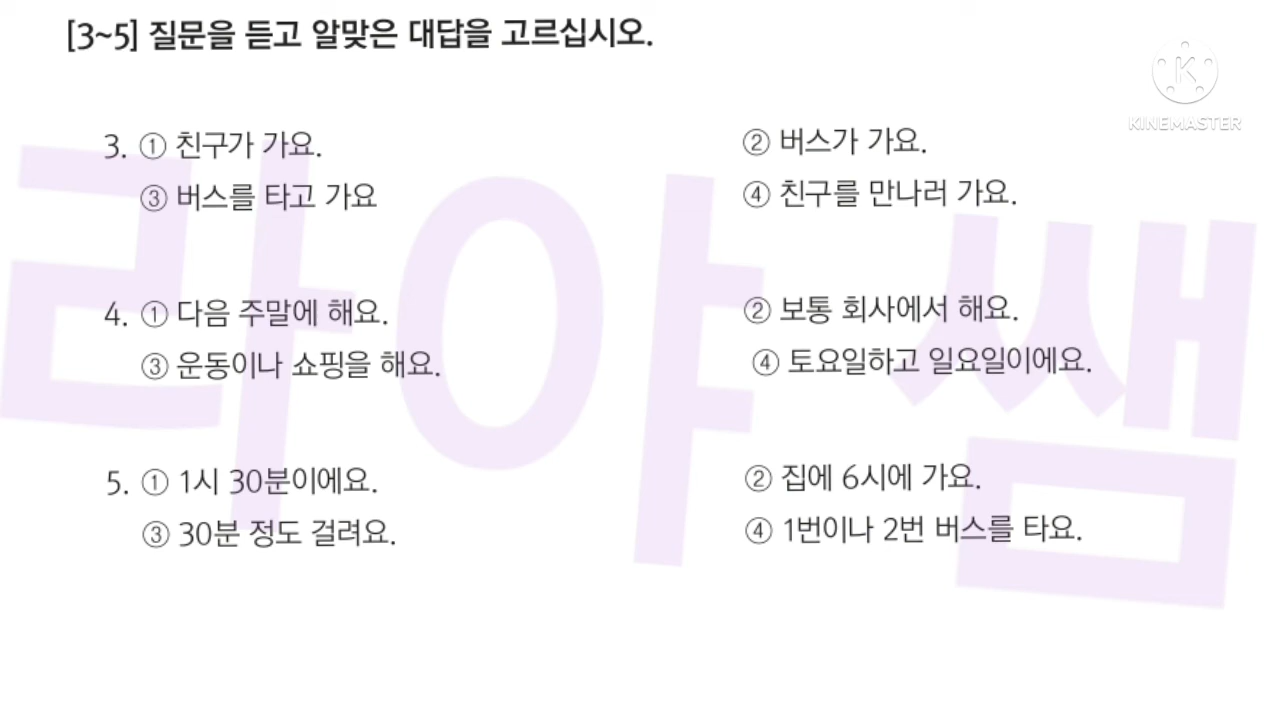 [3~5] 질문을 듣고 알맞은 대답을 고르십시오.
KINEMASTER
3. ① 친구가 가요. ② 버스가 가요.
③ 버스를 타고 가요 ④ 친구를 만나러 가요.
4. ① 다음 주말에 해요. ② 보통 회사에서 해요.
③ 운동이나 쇼핑을 해요. ④ 토요일하고 일요일이에요.
5. ① 1시 30분이에요. ② 집에 6시에 가요.
③ 30분 정도 걸려요. ④ 1번이나 2번 버스를 타요.
라야쌤